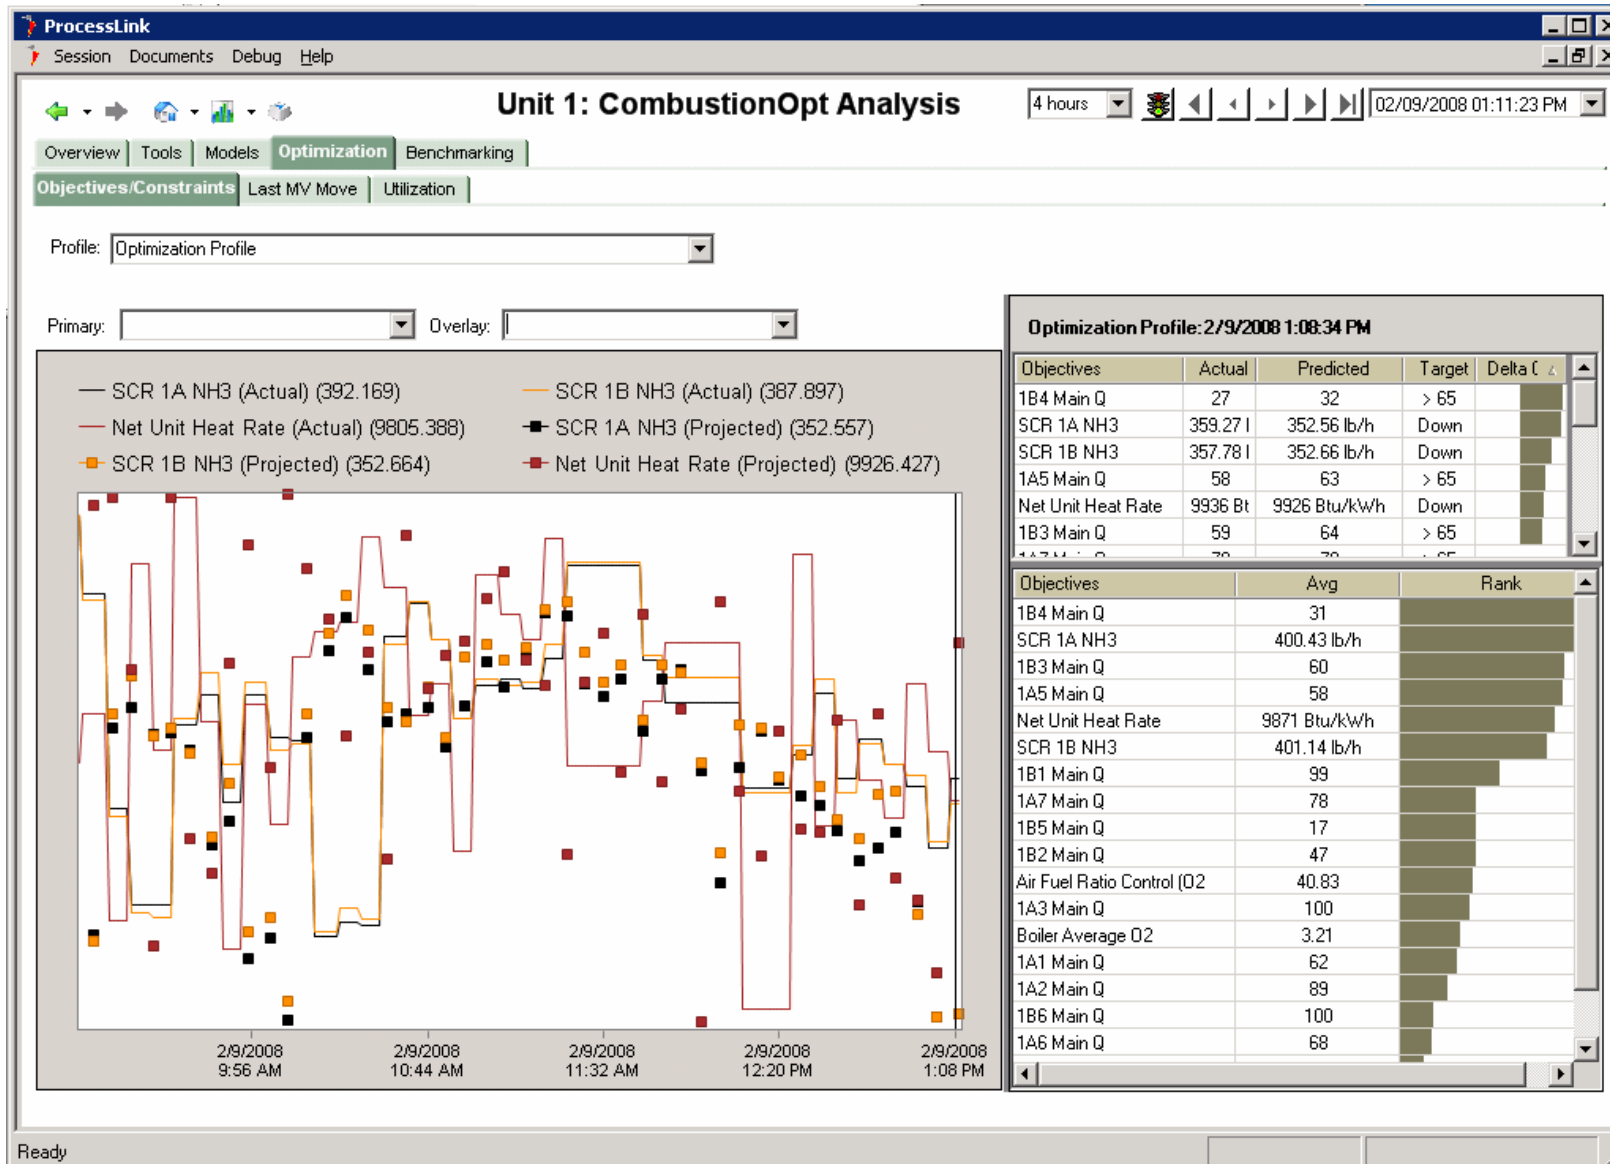 ProcessLink
Session Documents Debug Help
Unit 1: CombustionOpt Analysis
4 hours
02/09/2008 01:11:23 PM
Overview Tools Models Optimization Benchmarking
Objectives/Constraints Last MV Move Utilization
Profile: Optimization Profile
Primary: Overlay:
SCR 1A NH3 (Actual) (392.169) SCR 1B NH3 (Actual) (387.897)
Net Unit Heat Rate (Actual) (9805.388) SCR 1A NH3 (Projected) (352.557)
SCR 1B NH3 (Projected) (352.664) Net Unit Heat Rate (Projected) (9926.427)
2/9/2008 2/9/2008 2/9/2008 2/9/2008 2/9/2008
9:56 AM 10:44 AM 11:32 AM 12:20 PM 1:08 PM
Optimization Profile: 2/9/2008 1:08:34 PM
Objectives Actual Predicted Target Delta (
1B4 Main Q 27 32 > 65
SCR 1A NH3 359.27 l 352.56 lb/h Down
SCR 1B NH3 357.78 l 352.66 lb/h Down
1A5 Main Q 58 63 > 65
Net Unit Heat Rate 9936 Bt 9926 Btu/kWh Down
1B3 Main Q 59 64 > 65
Objectives Avg Rank
1B4 Main Q 31
SCR 1A NH3 400.43 lb/h
1B3 Main Q 60
1A5 Main Q 58
Net Unit Heat Rate 9871 Btu/kWh
SCR 1B NH3 401.14 lb/h
1B1 Main Q 99
1A7 Main Q 78
1B5 Main Q 17
1B2 Main Q 47
Air Fuel Ratio Control (O2 40.83
1A3 Main Q 100
Boiler Average O2 3.21
1A1 Main Q 62
1A2 Main Q 89
1B6 Main Q 100
1A6 Main Q 68
Ready